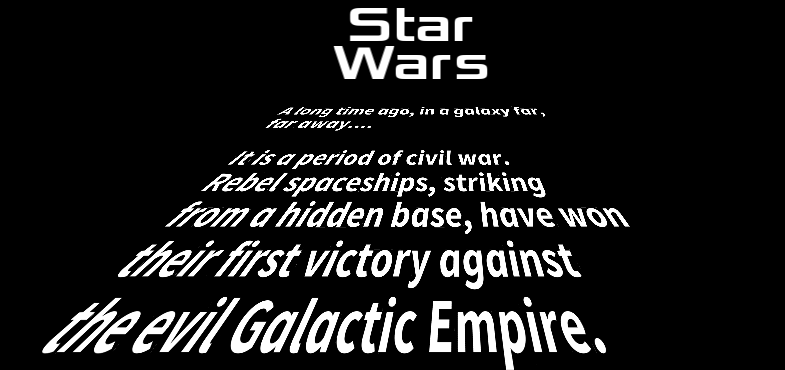 Star
Wars
A long time ago, in a galaxy far,
far away....
It is a period of civil war.
Rebel spaceships, striking
from a hidden base, have won
their first victory against
the evil Galactic Empire.